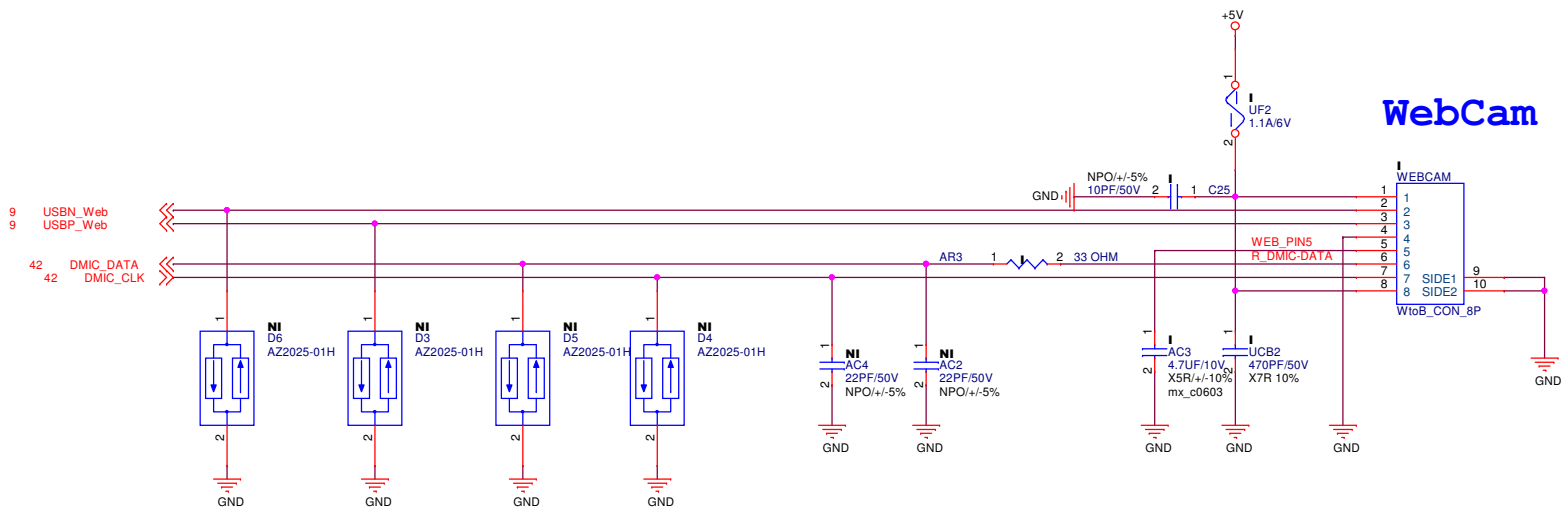 +5V
1
I
UF2
1.1A/6V
2
WebCam
NPO/+/-5%
I
GND
10PF/50V
2
1
C25
I
WEBCAM
1
1
9
USBN_Web
2
2
9
USBP_Web
3
3
4
4
WEB_PIN5
5
5
42
DMIC_DATA
AR3
1
I
2
33 OHM
R_DMIC-DATA
6
6
42
DMIC_CLK
7
7
SIDE1
9
8
8
SIDE2
10
WtoB_CON_8P
1
NI
D6
AZ2025-01H
2
GND
1
NI
D3
AZ2025-01H
2
GND
1
NI
D5
AZ2025-01H
2
GND
1
NI
D4
AZ2025-01H
2
GND
1
NI
AC4
22PF/50V
NPO/+/-5%
2
GND
1
NI
AC2
22PF/50V
NPO/+/-5%
2
GND
1
I
AC3
4.7UF/10V
X5R/+/-10%
mx_c0603
2
GND
1
I
UCB2
470PF/50V
X7R 10%
2
GND
GND
GND